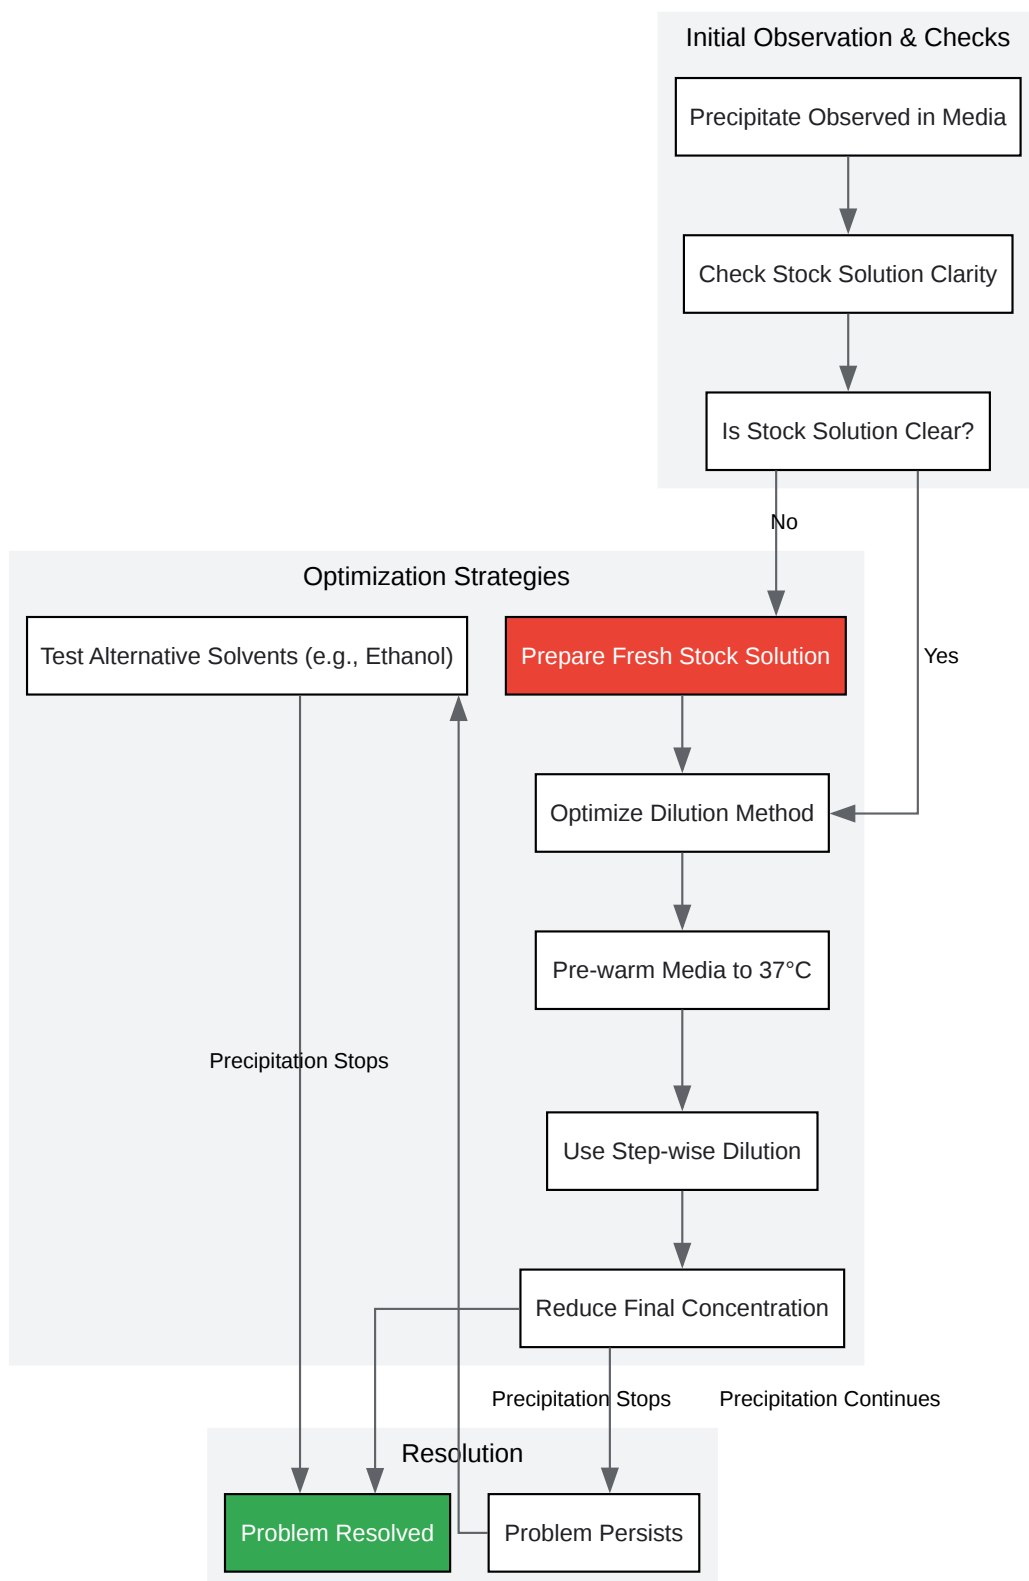 Initial Observation & Checks
Precipitate Observed in Media
Check Stock Solution Clarity
Is Stock Solution Clear?
No
Yes
Optimization Strategies
Test Alternative Solvents (e.g., Ethanol)
Prepare Fresh Stock Solution
Optimize Dilution Method
Pre-warm Media to 37°C
Precipitation Stops
Use Step-wise Dilution
Reduce Final Concentration
Precipitation Stops
Precipitation Continues
Resolution
Problem Resolved
Problem Persists